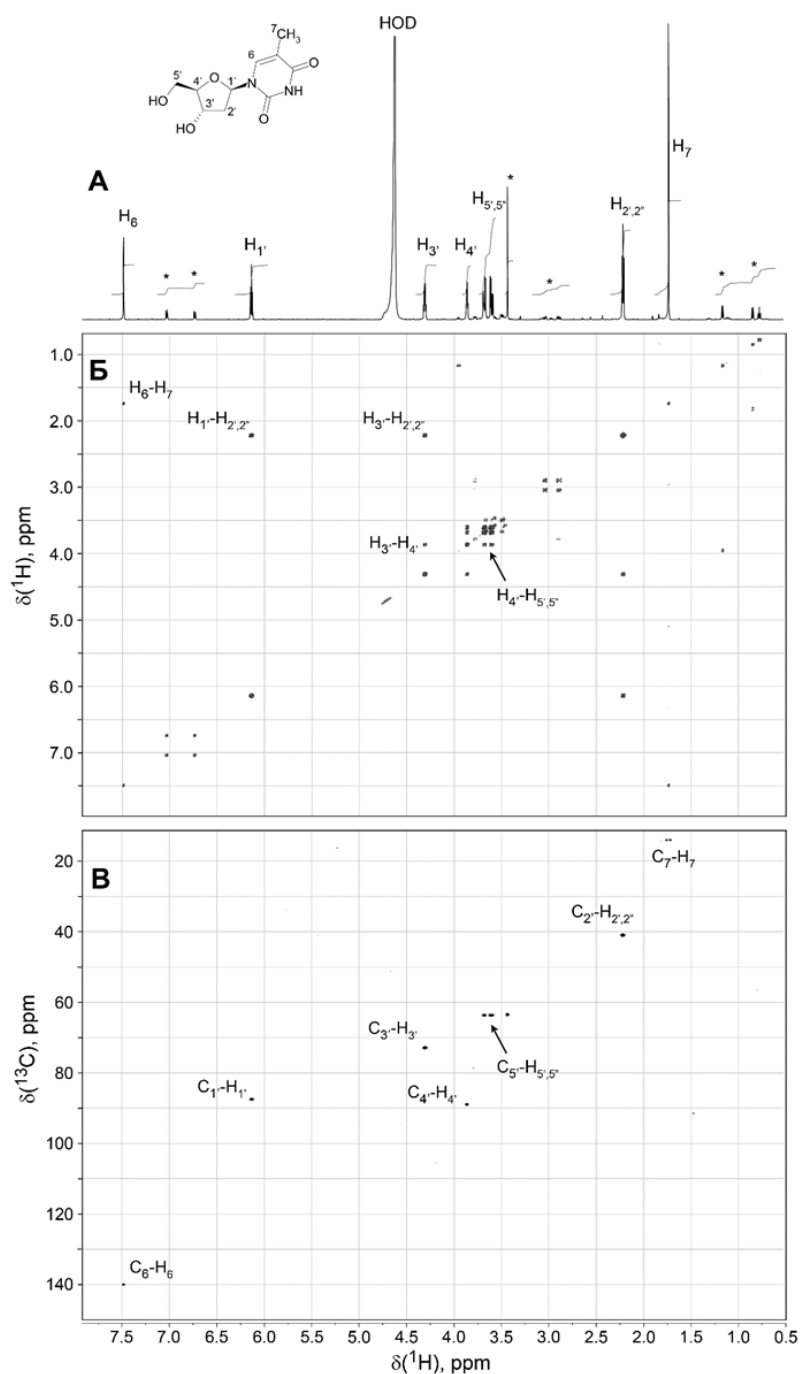 HOD
7
CH₃
6
5'
4'
O
1'
N
O
HO
3'
2'
NH
HO
O
А
H₆
*
*
H₁'
H₃'
H₄'
H₅',₅"
*
*
H₂',₂"
H₇
*
*
Б
1.0
2.0
3.0
4.0
5.0
6.0
7.0
δ(¹H), ppm
H₆-H₇
H₁'-H₂',₂"
H₃'-H₂',₂"
H₃'-H₄'
H₄'-H₅',₅"
В
20
40
60
80
100
120
140
δ(¹³C), ppm
C₇-H₇
C₂'-H₂',₂"
C₃'-H₃'
C₅'-H₅',₅"
C₁'-H₁'
C₄'-H₄'
C₆-H₆
7.5 7.0 6.5 6.0 5.5 5.0 4.5 4.0 3.5 3.0 2.5 2.0 1.5 1.0 0.5
δ(¹H), ppm